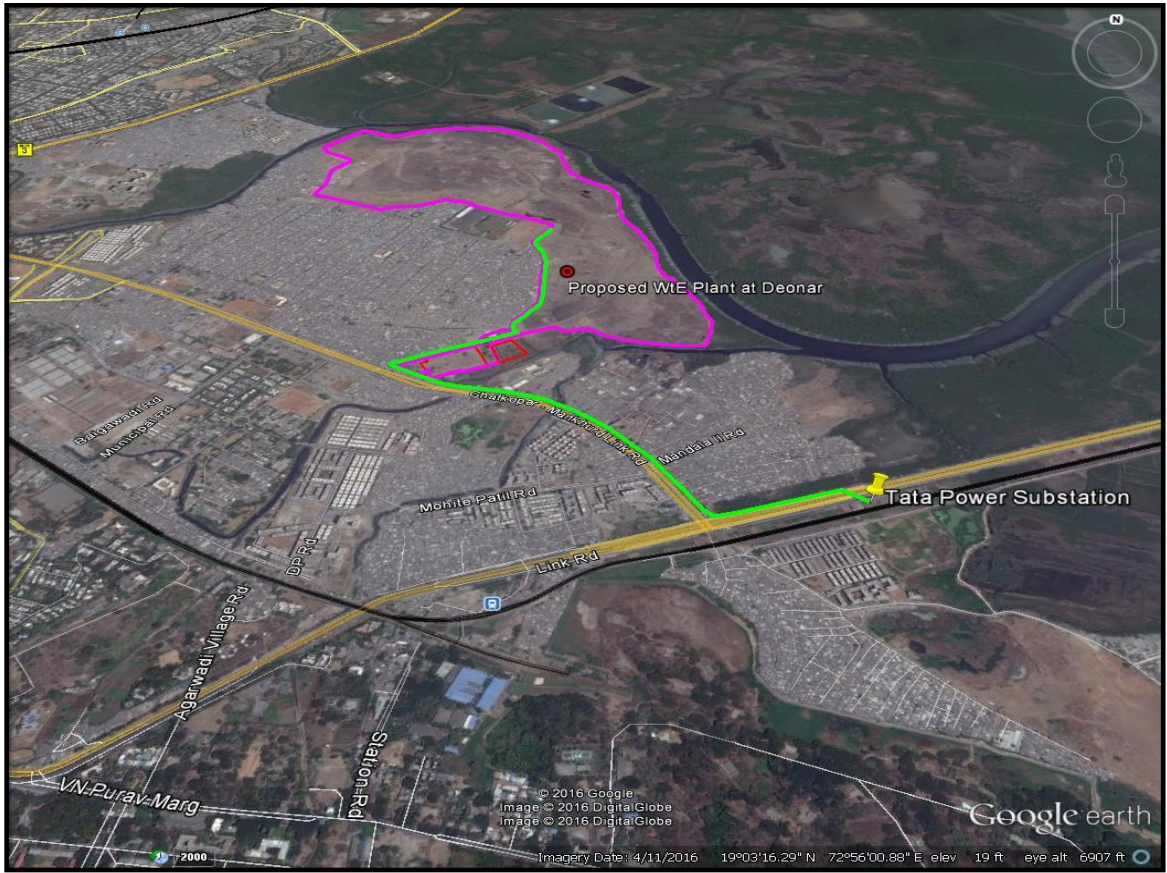 N
3
Proposed WtE Plant at Deonar
Ghatkopar - Mankhurd Link Rd
Baigawadi Rd
Municipal Rd
Mandala II Rd
Mohite Patil Rd
Tata Power Substation
DP Rd
Link Rd
Agarwadi Village Rd
Station Rd
VN Purav Marg
© 2016 Google
Image © 2016 DigitalGlobe
Image © 2016 DigitalGlobe
Google earth
2000
Imagery Date: 4/11/2016 19°03'16.29" N 72°56'00.88" E elev 19 ft eye alt 6907 ft